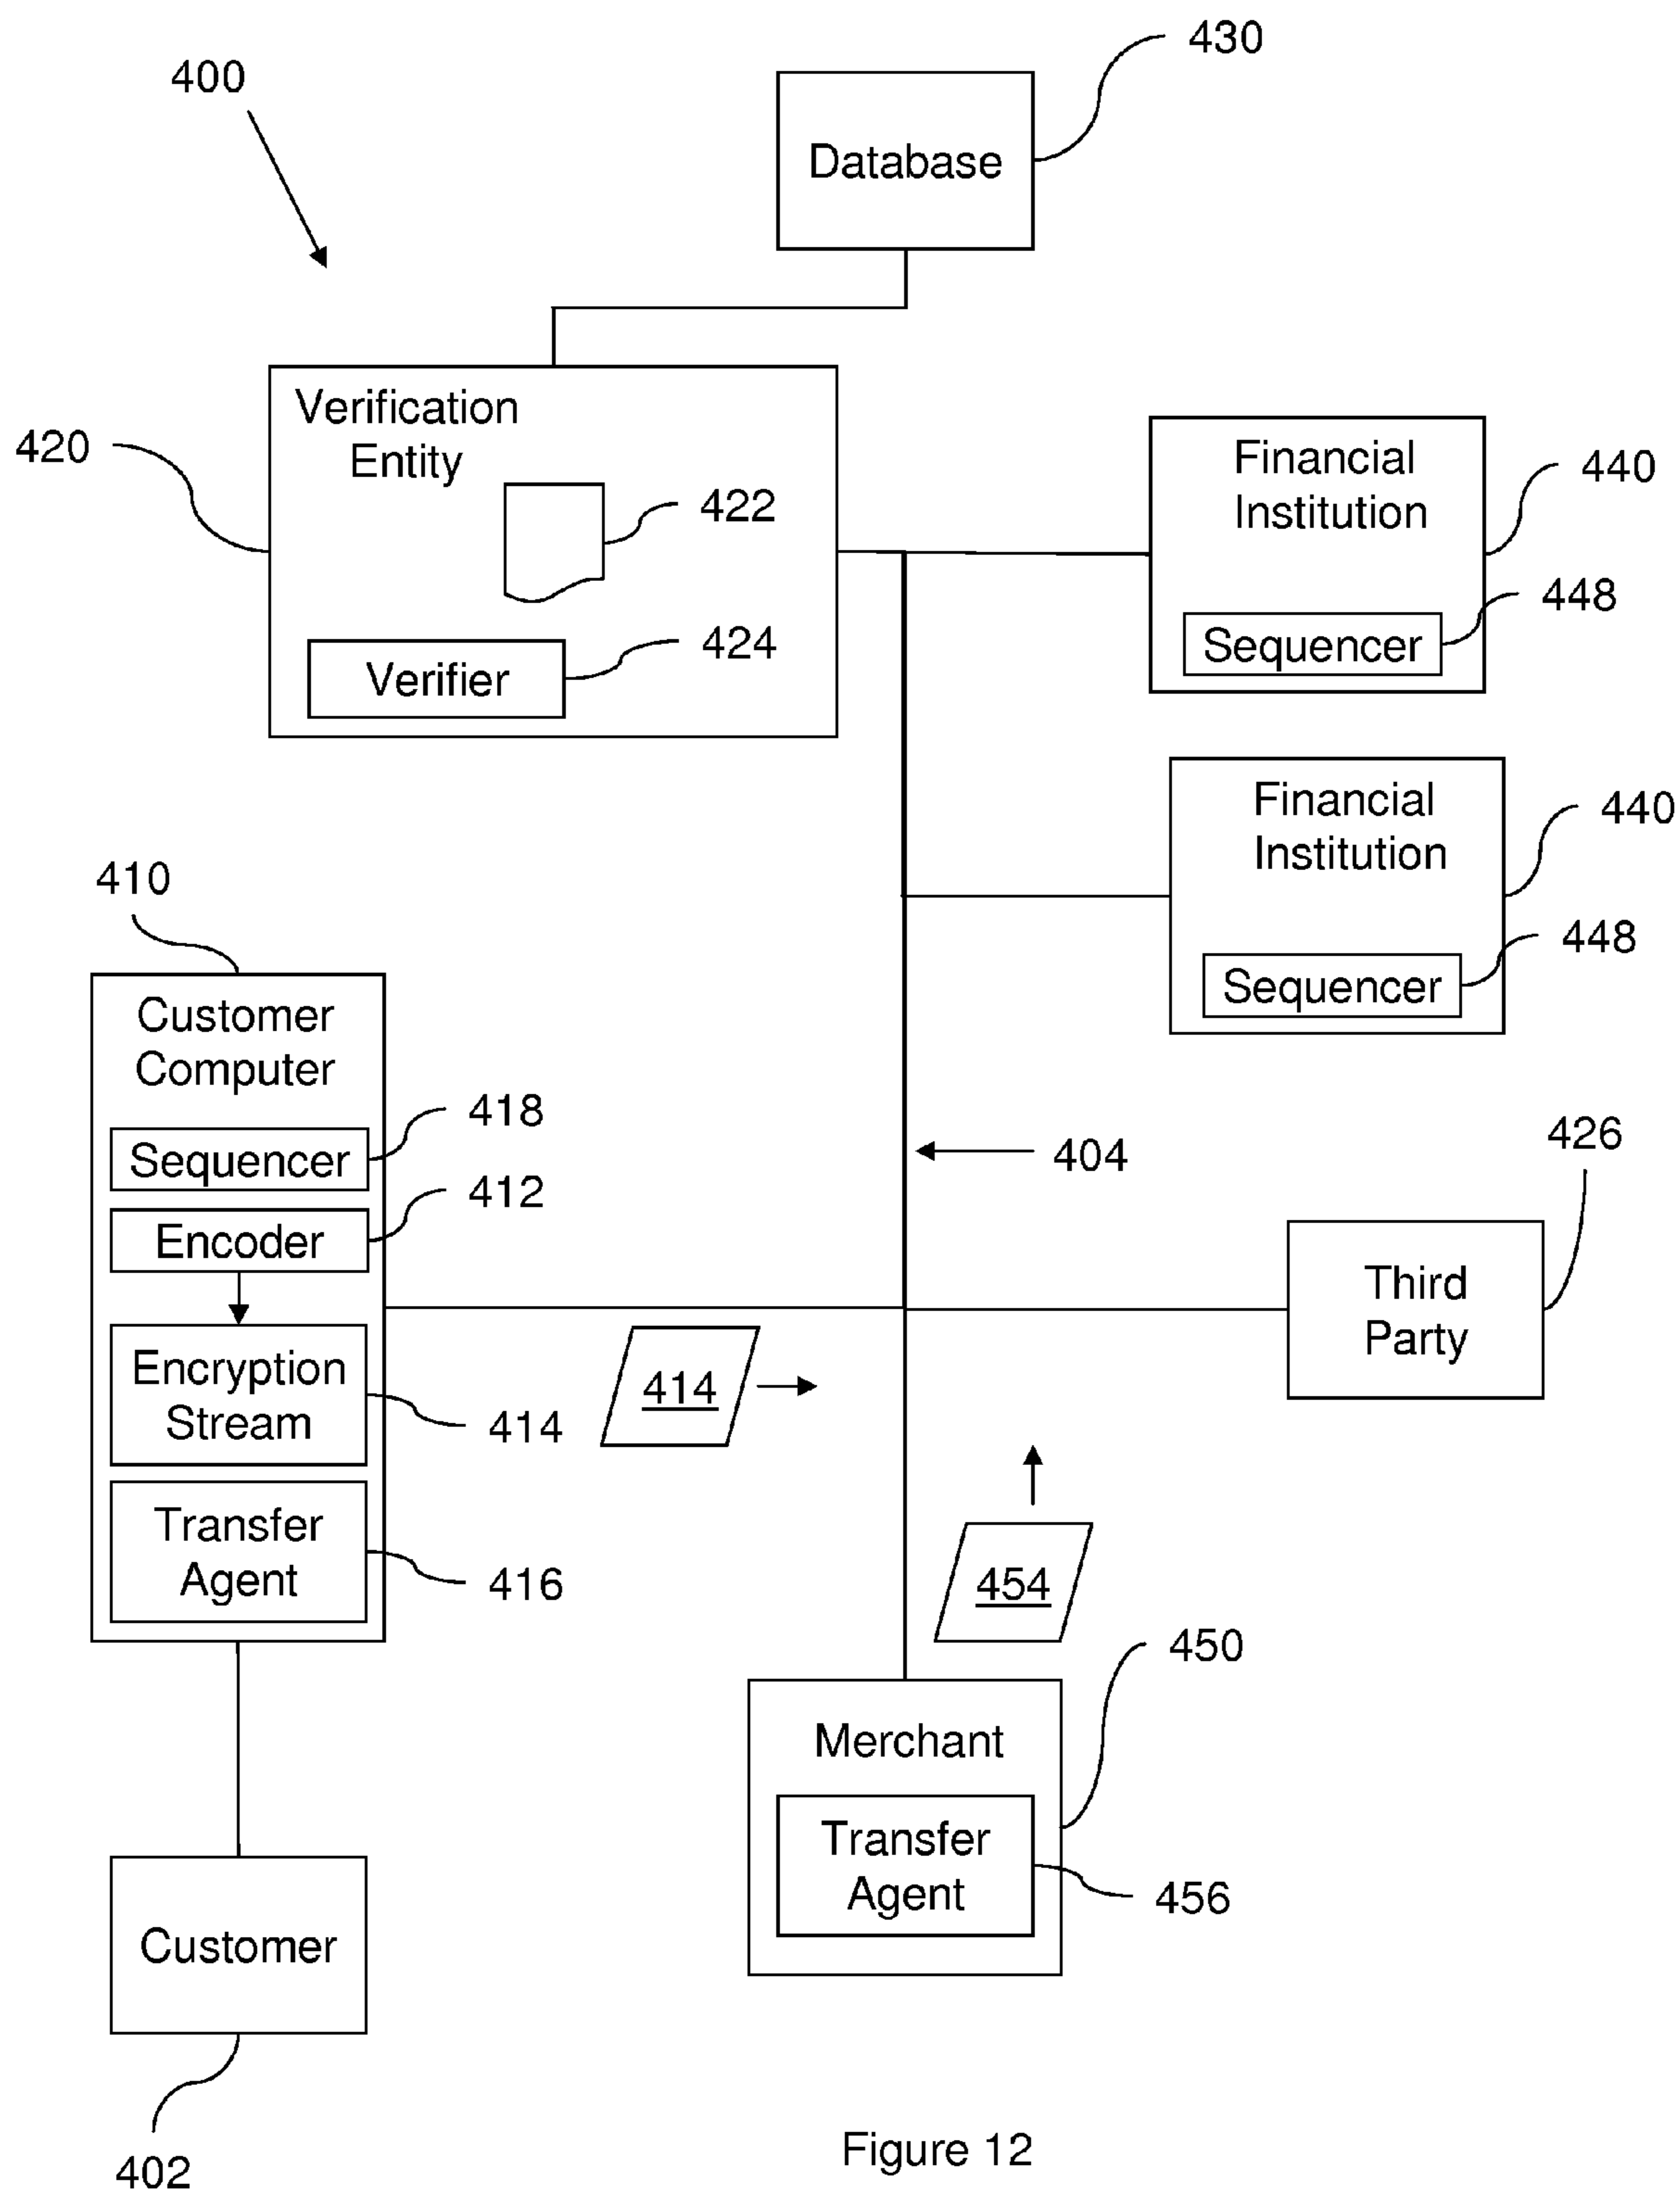 430
400
Database
Verification
Entity
420
422
424
Verifier
Financial
Institution
440
448
Sequencer
Financial
Institution
440
448
Sequencer
410
Customer
Computer
418
Sequencer
412
Encoder
Encryption
Stream
414
Transfer
Agent
416
404
426
Third
Party
414
454
450
Merchant
Transfer
Agent
456
Customer
402
Figure 12